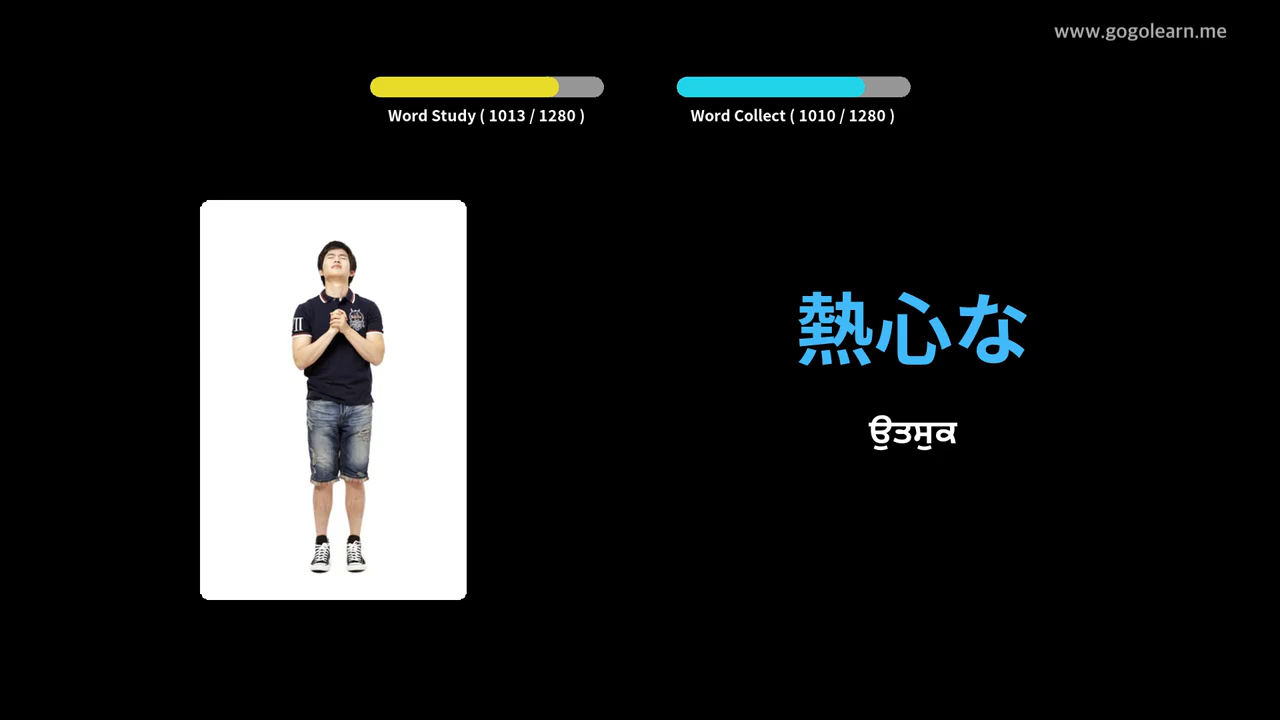 www.gogolearn.me
Word Study ( 1013 / 1280 )
Word Collect ( 1010 / 1280 )
熱心な
ਉਤਸੁਕ